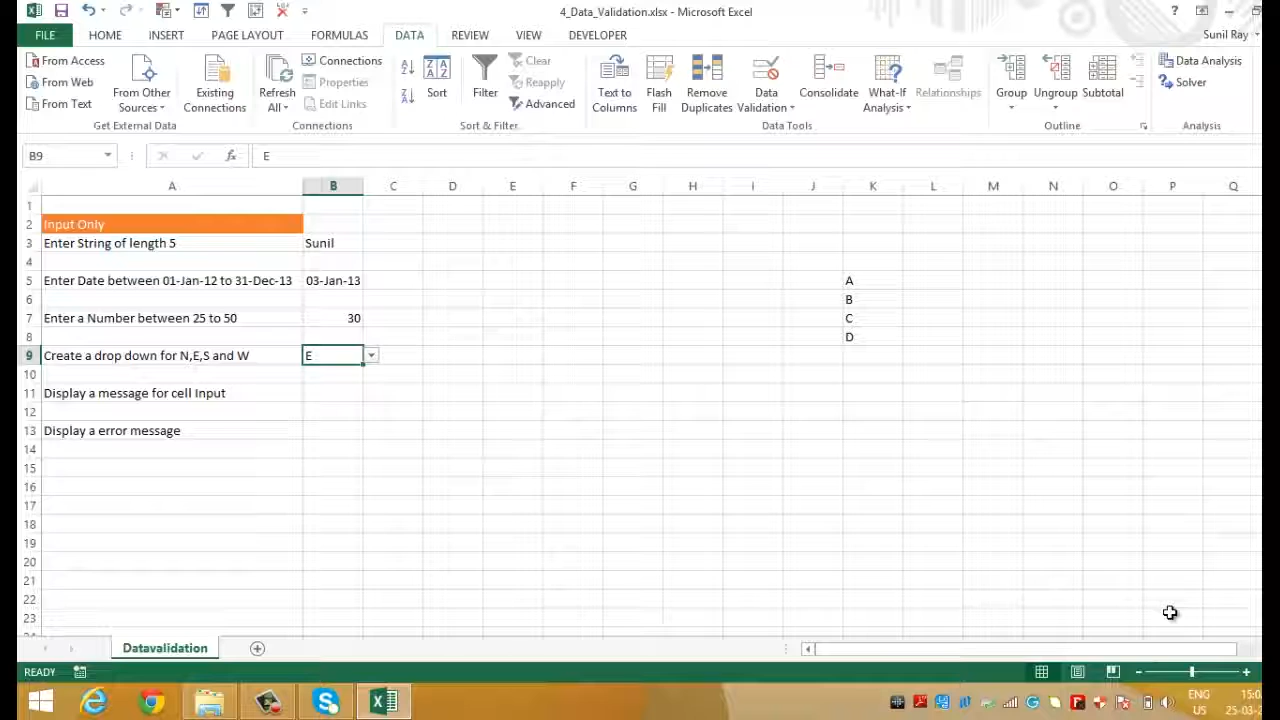 4_Data_Validation.xlsx - Microsoft Excel
FILE HOME INSERT PAGE LAYOUT FORMULAS DATA REVIEW VIEW DEVELOPER Sunil Ray
From Access
From Web
From Text
From Other Sources
Existing Connections
Get External Data
Refresh All
Connections
Properties
Edit Links
Connections
Sort
Filter
Clear
Reapply
Advanced
Sort & Filter
Text to Columns
Flash Fill
Remove Duplicates
Data Validation
Consolidate
What-If Analysis
Relationships
Data Tools
Group
Ungroup
Subtotal
Outline
Data Analysis
Solver
Analysis
B9 fx E
A B C D E F G H I J K L M N O P Q
1
2 Input Only
3 Enter String of length 5 Sunil
4
5 Enter Date between 01-Jan-12 to 31-Dec-13 03-Jan-13 A
6 B
7 Enter a Number between 25 to 50 30 C
8 D
9 Create a drop down for N,E,S and W E
10
11 Display a message for cell Input
12
13 Display a error message
14
15
16
17
18
19
20
21
22
23
Datavalidation
READY
ENG 15:0
US 25-03-2